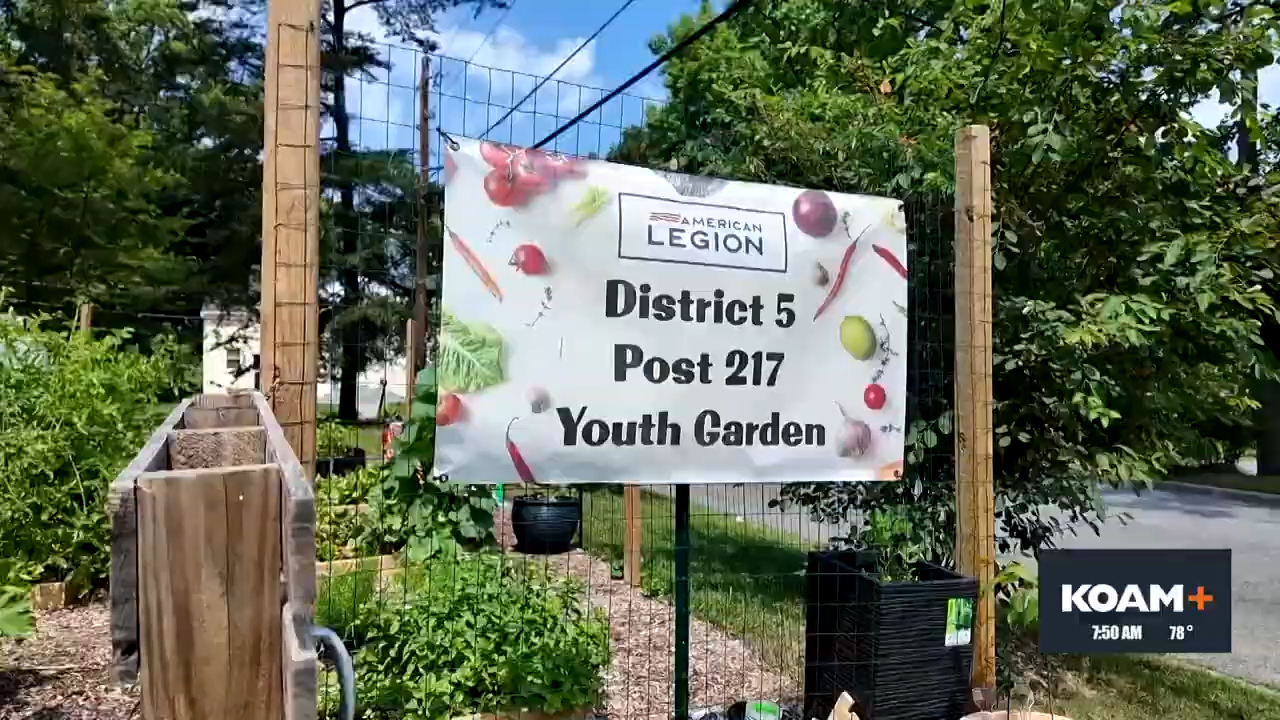 AMERICAN
LEGION
District 5
Post 217
Youth Garden
KOAM+
7:50 AM 78°